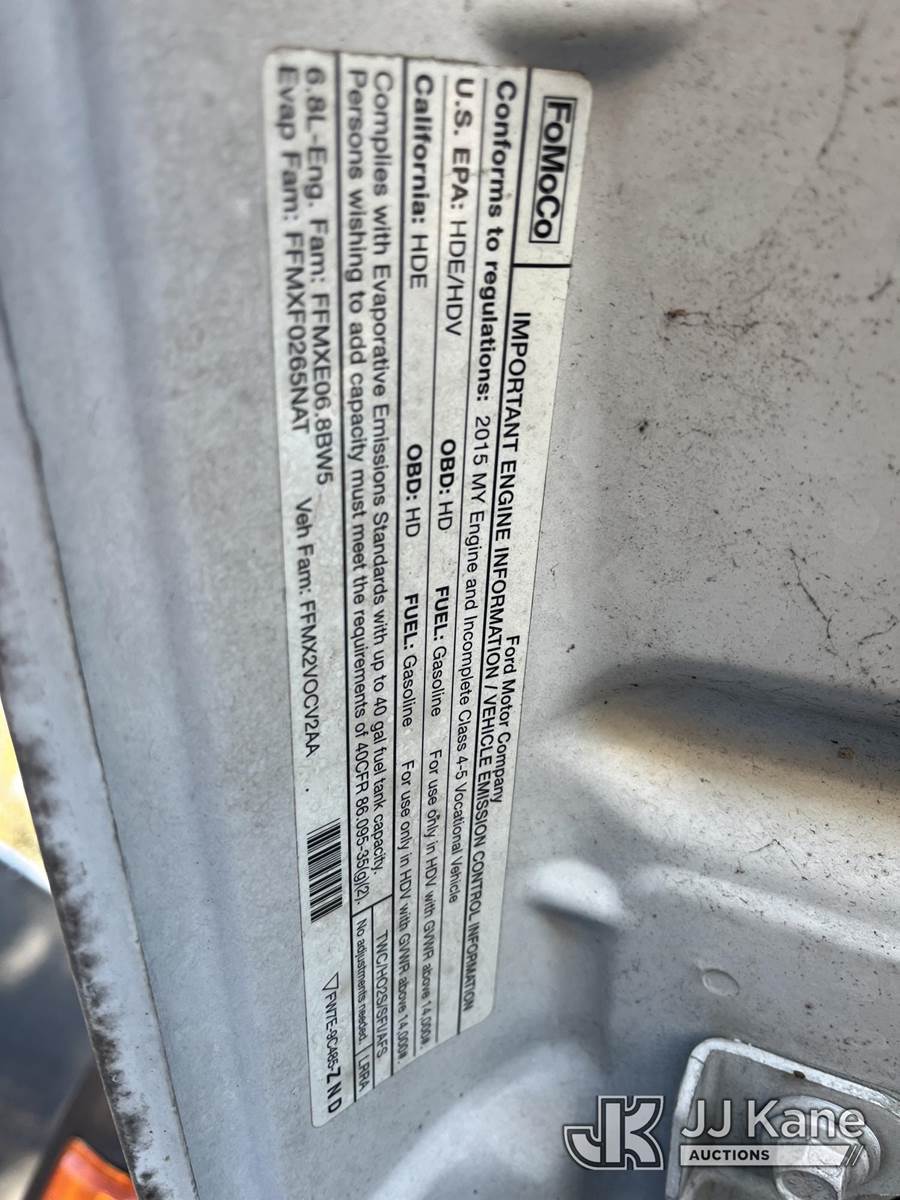 FoMoCo
Ford Motor Company
IMPORTANT ENGINE INFORMATION / VEHICLE EMISSION CONTROL INFORMATION
Conforms to regulations: 2015 MY Engine and Incomplete Class 4-5 Vocational Vehicle
U.S. EPA: HDE/HDV OBD: HD FUEL: Gasoline For use only in HDV with GVWR above 14,000#.
California: HDE OBD: HD FUEL: Gasoline For use only in HDV with GVWR above 14,000#.
Complies with Evaporative Emissions Standards with up to 40 gal fuel tank capacity. TWC/HO2S/SFI/AFS
Persons wishing to add capacity must meet the requirements of 40CFR 86.095-35(g)(2). No adjustments needed. LRRA
6.8L-Eng. Fam: FFMXE06.8BW5 Veh Fam: FFMX2VOCV2AA
Evap Fam: FFMXF0265NAT
FW7E-9C485-ZND
JK JJ Kane
AUCTIONS